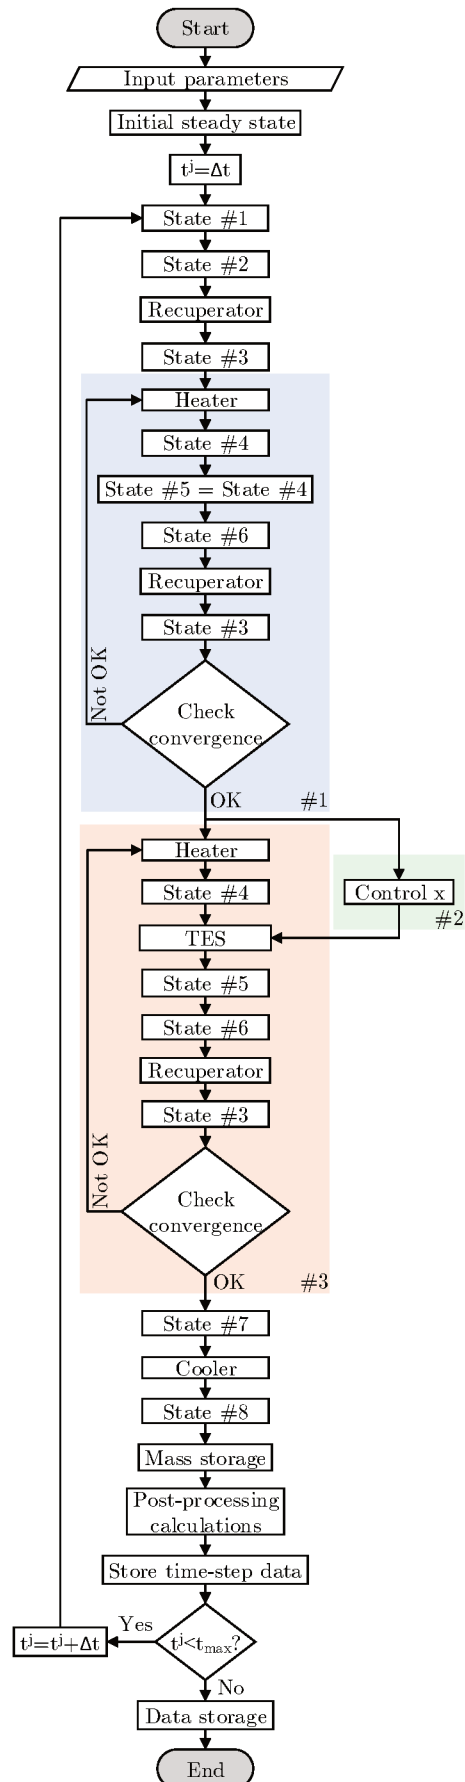 Start
Input parameters
Initial steady state
tʲ=Δt
State #1
State #2
Recuperator
State #3
Heater
State #4
State #5 = State #4
State #6
Recuperator
State #3
Not OK
Check
convergence
OK
#1
Heater
State #4
Control x
#2
TES
State #5
State #6
Recuperator
State #3
Not OK
Check
convergence
OK
#3
State #7
Cooler
State #8
Mass storage
Post-processing
calculations
Store time-step data
Yes
tʲ=tʲ+Δt
tʲ<tₘₐₓ?
No
Data storage
End